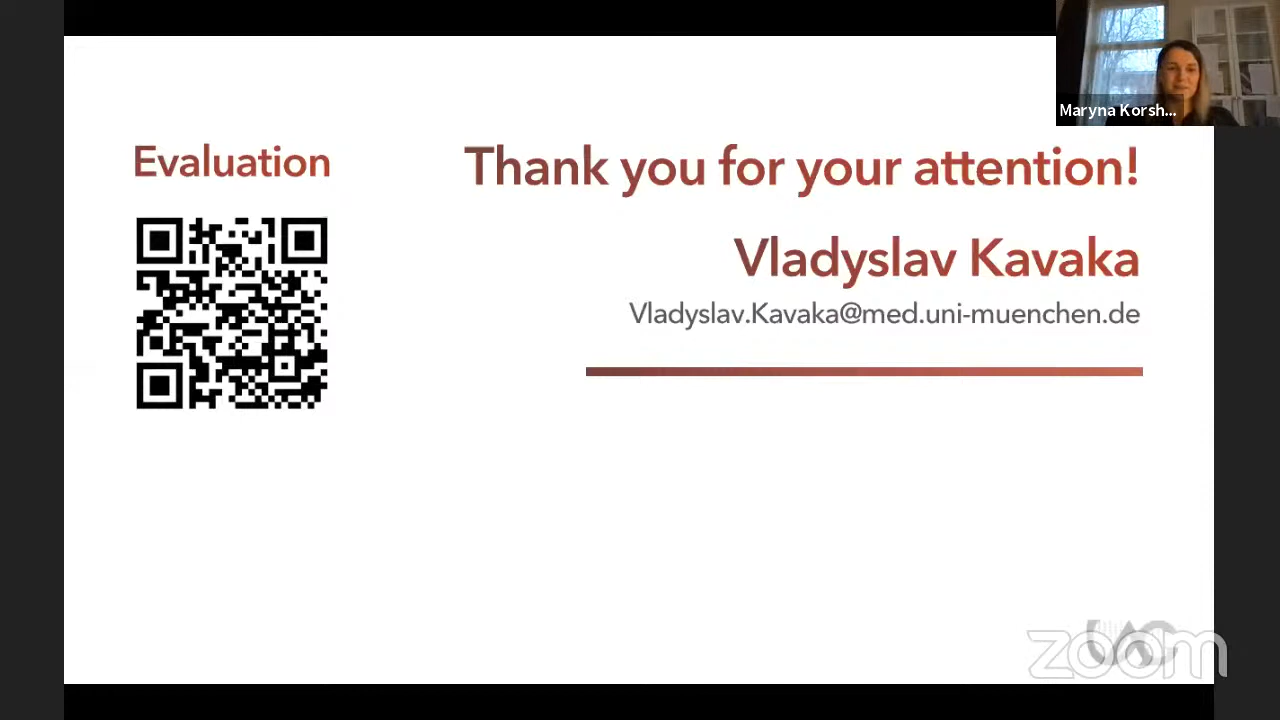 Maryna Korsh...
Evaluation
Thank you for your attention!
Vladyslav Kavaka
Vladyslav.Kavaka@med.uni-muenchen.de
zoom